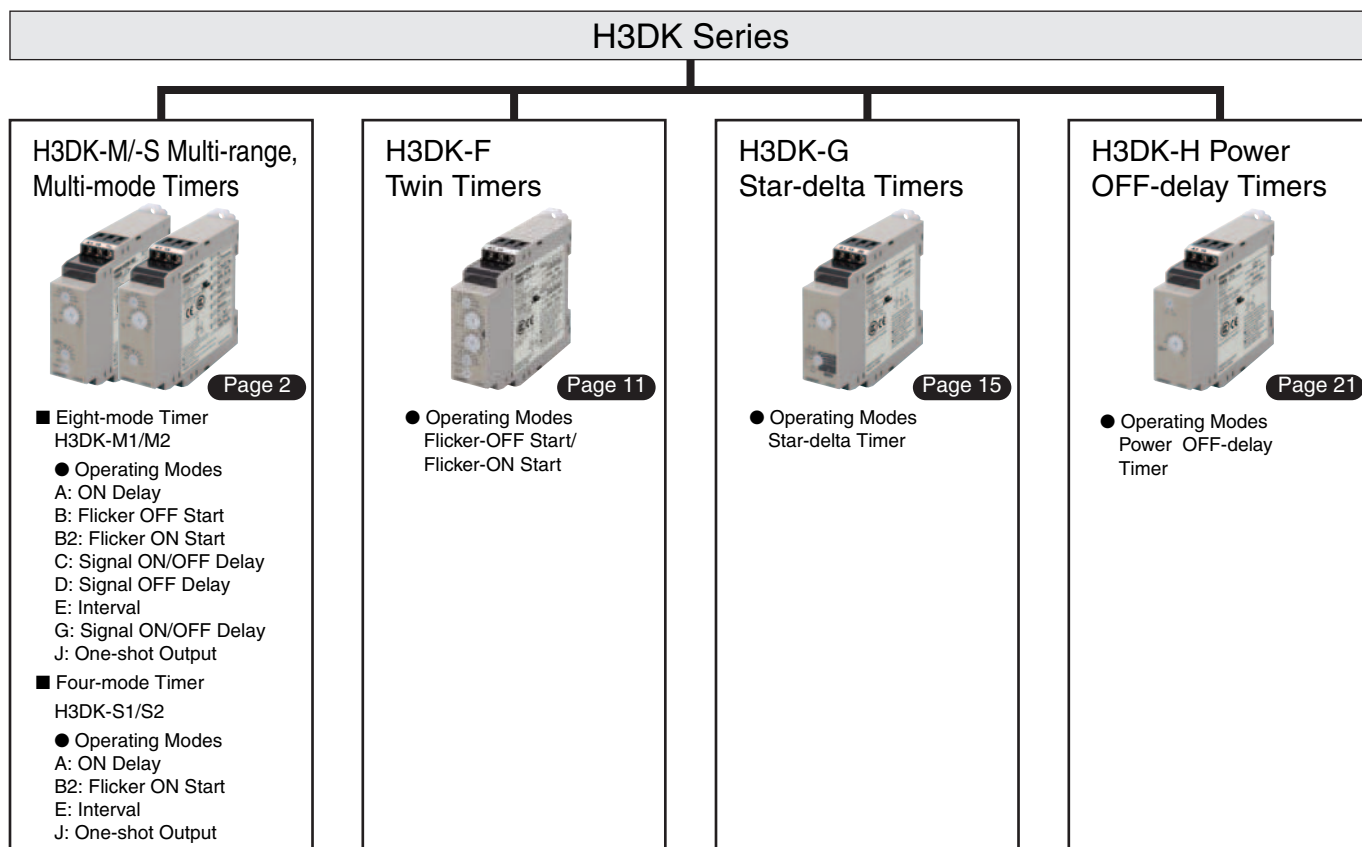 H3DK Series
H3DK-M/-S Multi-range,
Multi-mode Timers
Page 2
■ Eight-mode Timer
H3DK-M1/M2
● Operating Modes
A: ON Delay
B: Flicker OFF Start
B2: Flicker ON Start
C: Signal ON/OFF Delay
D: Signal OFF Delay
E: Interval
G: Signal ON/OFF Delay
J: One-shot Output
■ Four-mode Timer
H3DK-S1/S2
● Operating Modes
A: ON Delay
B2: Flicker ON Start
E: Interval
J: One-shot Output
H3DK-F
Twin Timers
Page 11
● Operating Modes
Flicker-OFF Start/
Flicker-ON Start
H3DK-G
Star-delta Timers
Page 15
● Operating Modes
Star-delta Timer
H3DK-H Power
OFF-delay Timers
Page 21
● Operating Modes
Power OFF-delay
Timer